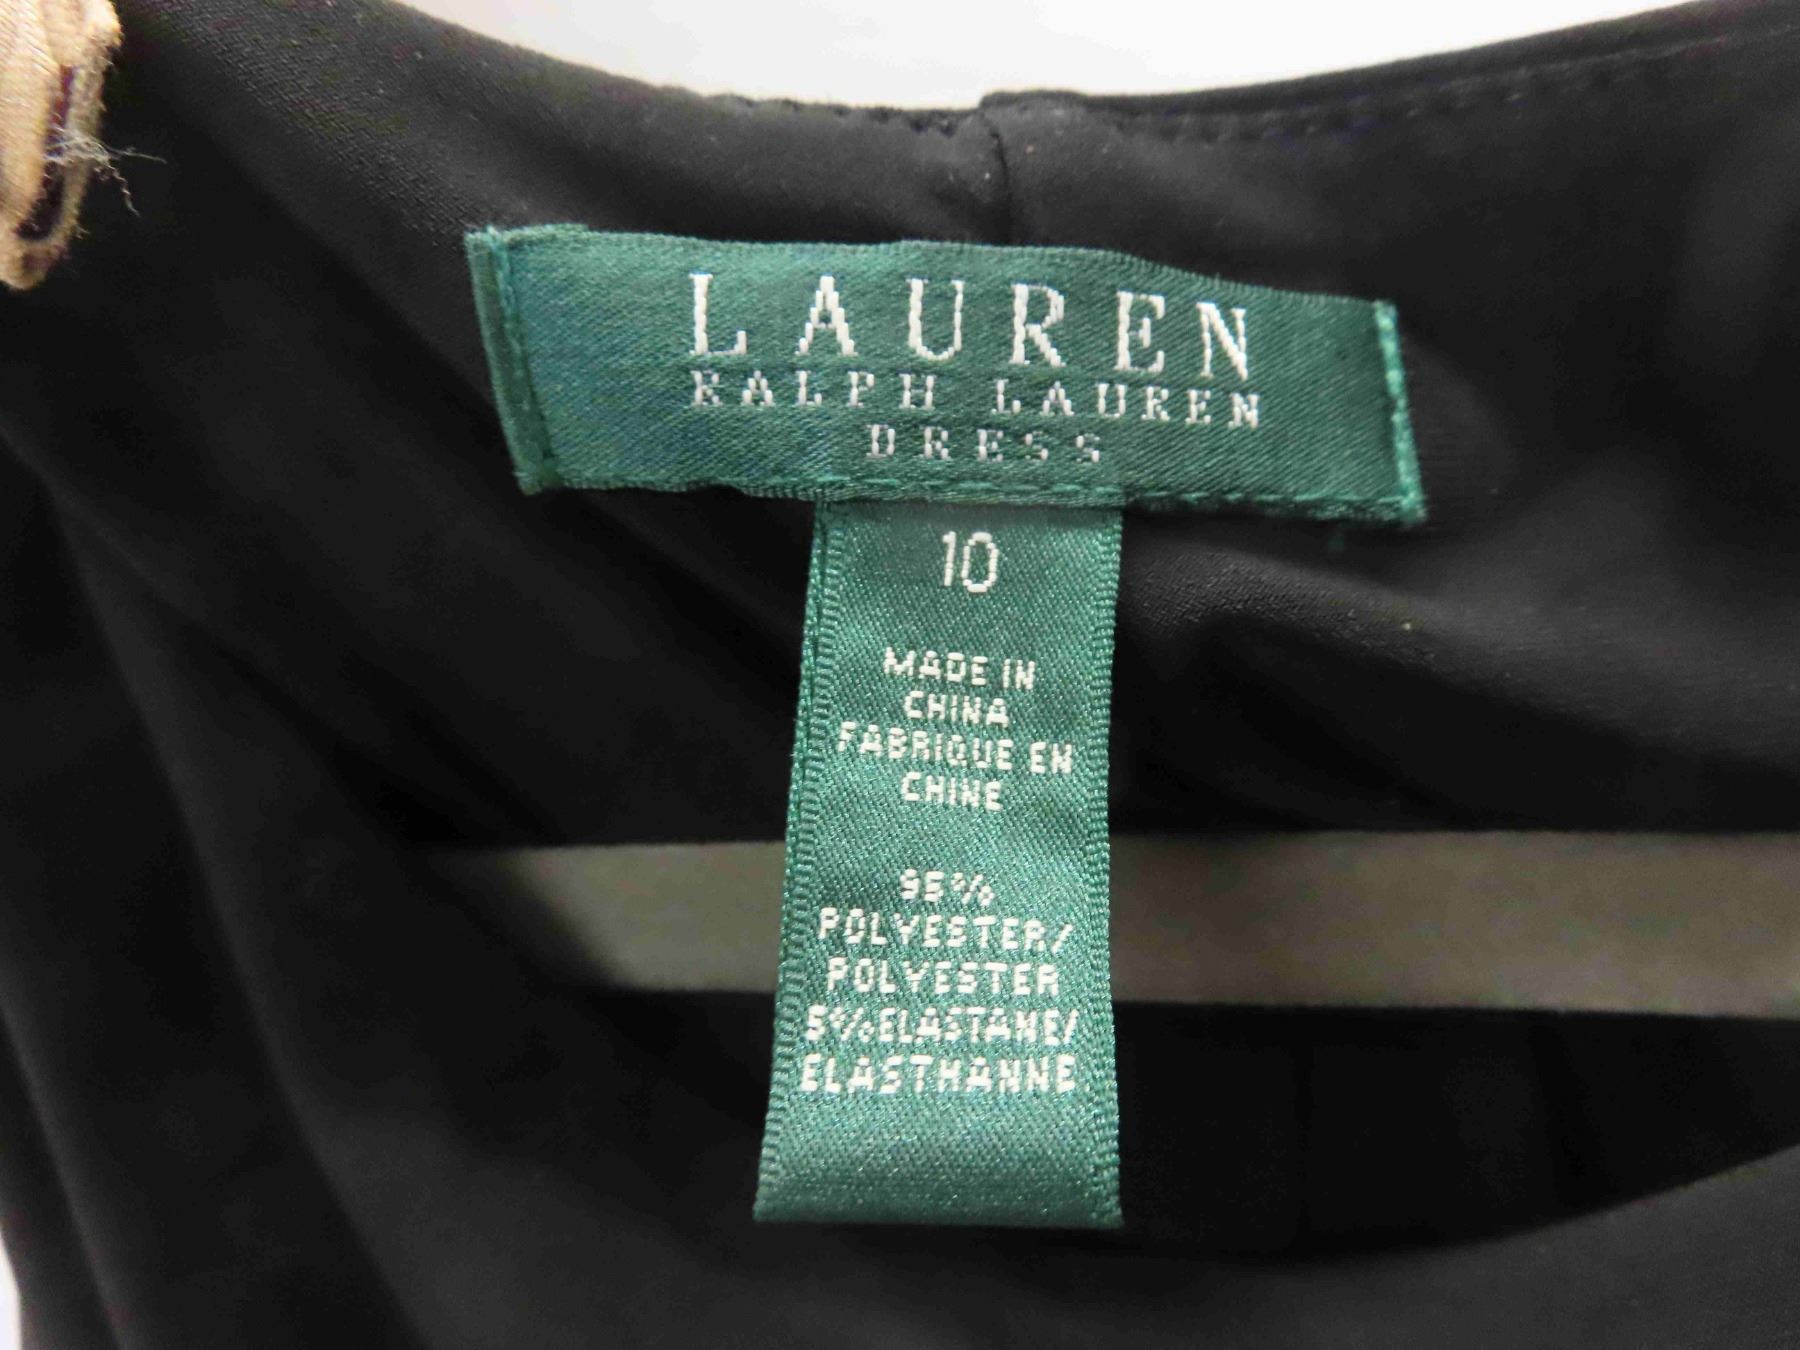 LAUREN
RALPH LAUREN
DRESS
10
MADE IN
CHINA
FABRIQUE EN
CHINE
95%
POLYESTER/
POLYESTER
5%ELASTANE/
ELASTHANNE